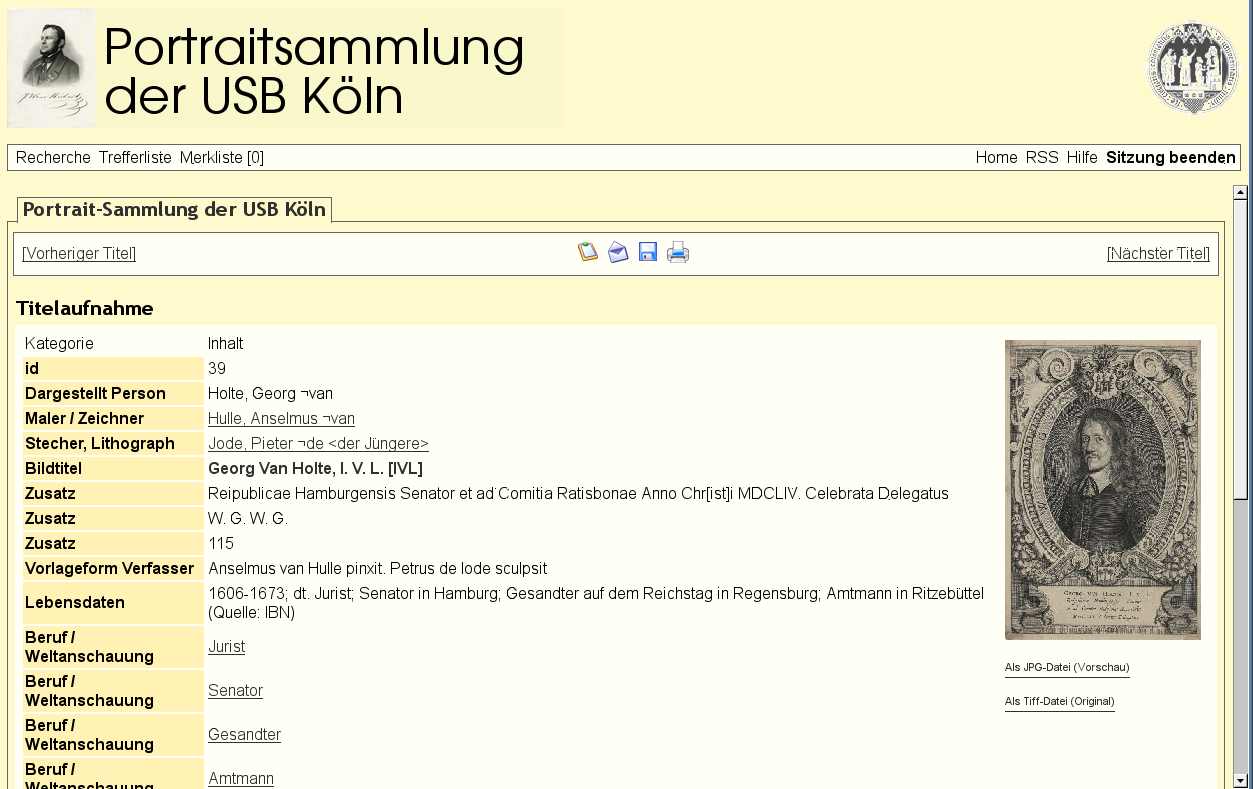 Portraitsammlung
der USB Köln
Recherche Trefferliste Merkliste [0]
Home RSS Hilfe Sitzung beenden
Portrait-Sammlung der USB Köln
[Vorheriger Titel]
[Nächster Titel]
Titelaufnahme
Kategorie Inhalt
id 39
Dargestellt Person Holte, Georg ¬van
Maler / Zeichner Hulle, Anselmus ¬van
Stecher, Lithograph Jode, Pieter ¬de <der Jüngere>
Bildtitel Georg Van Holte, I. V. L. [IVL]
Zusatz Reipublicae Hamburgensis Senator et ad Comitia Ratisbonae Anno Chr[ist]i MDCLIV. Celebrata Delegatus
Zusatz W. G. W. G.
Zusatz 115
Vorlageform Verfasser Anselmus van Hulle pinxit. Petrus de Iode sculpsit
Lebensdaten 1606-1673; dt. Jurist; Senator in Hamburg; Gesandter auf dem Reichstag in Regensburg; Amtmann in Ritzebüttel
(Quelle: IBN)
Beruf /
Weltanschauung Jurist
Beruf /
Weltanschauung Senator
Beruf /
Weltanschauung Gesandter
Beruf /
Weltanschauung Amtmann
Als JPG-Datei (Vorschau)
Als Tiff-Datei (Original)